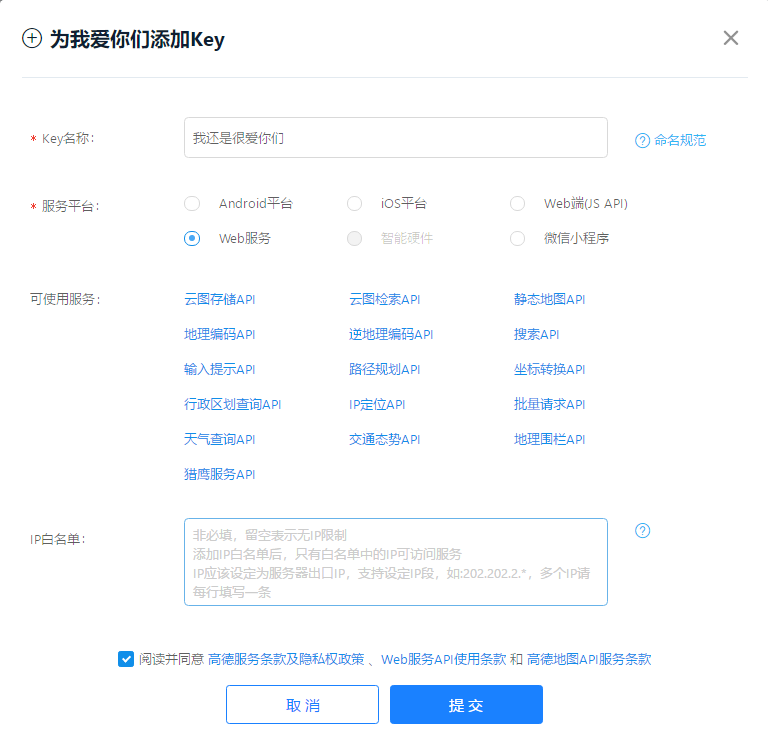 为我爱你们添加Key
* Key名称: 我还是很爱你们 ? 命名规范
* 服务平台: Android平台 iOS平台 Web端(JS API)
Web服务 智能硬件 微信小程序
可使用服务: 云图存储API 云图检索API 静态地图API
地理编码API 逆地理编码API 搜索API
输入提示API 路径规划API 坐标转换API
行政区划查询API IP定位API 批量请求API
天气查询API 交通态势API 地理围栏API
猎鹰服务API
IP白名单: 非必填，留空表示无IP限制 ?
添加IP白名单后，只有白名单中的IP可访问服务
IP应该设定为服务器出口IP，支持设定IP段，如:202.202.2.*，多个IP请
每行填写一条
阅读并同意 高德服务条款及隐私权政策 、Web服务API使用条款 和 高德地图API服务条款
取消 提交